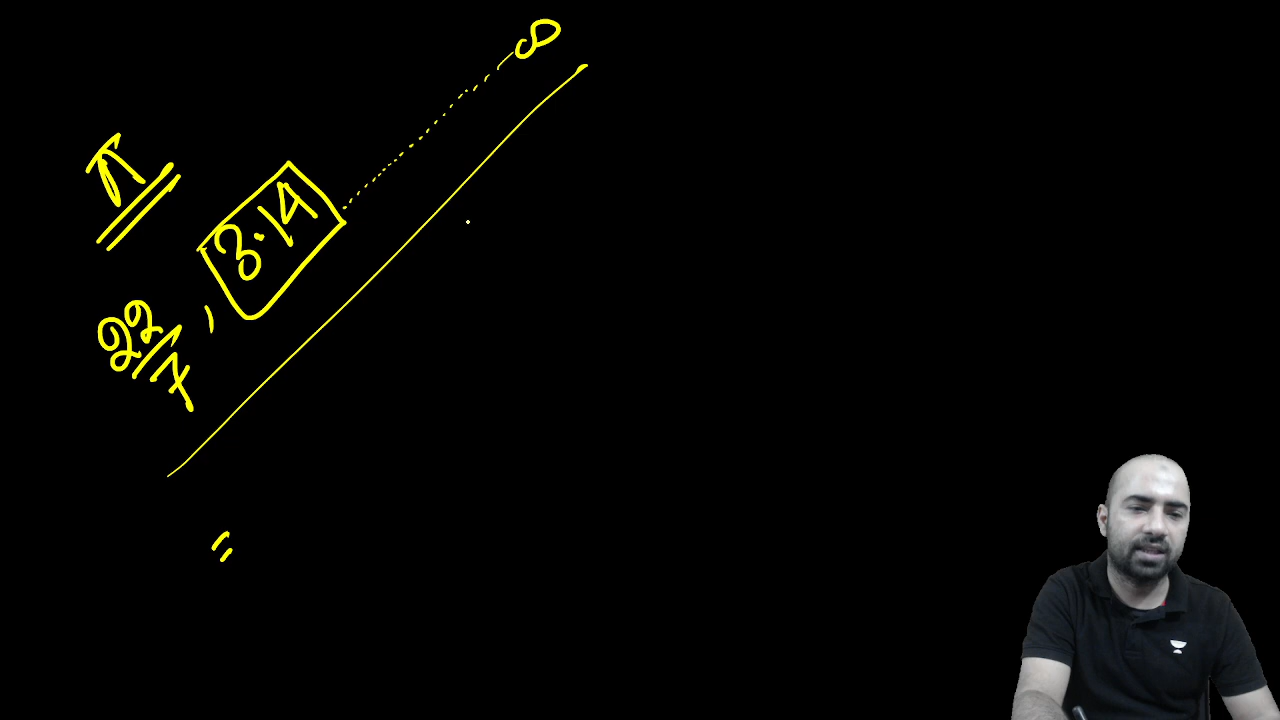 π
22/7 , 3.14 ........ ∞
=